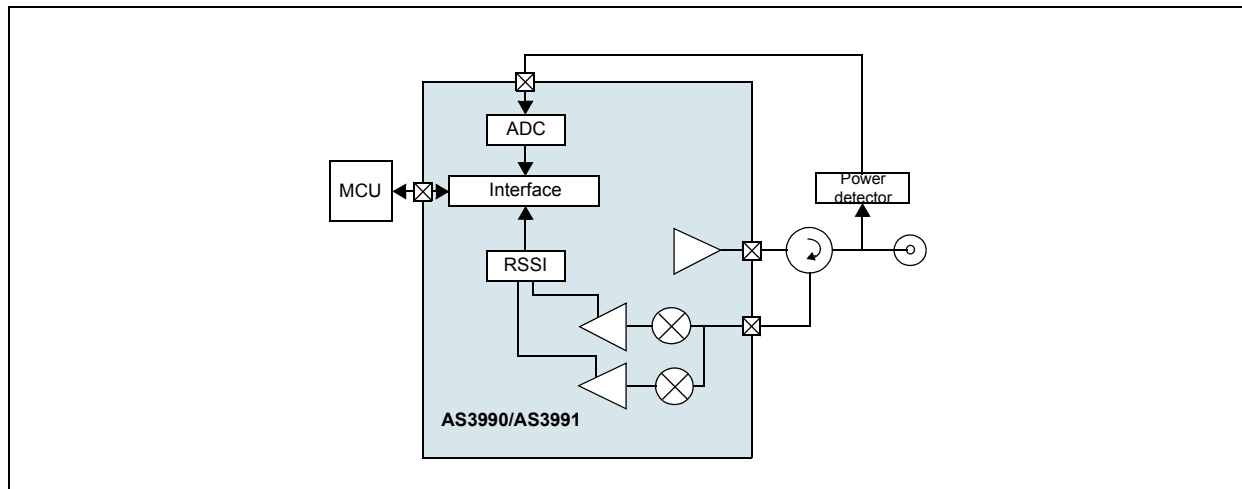 ADC
MCU
Interface
Power
detector
RSSI
AS3990/AS3991